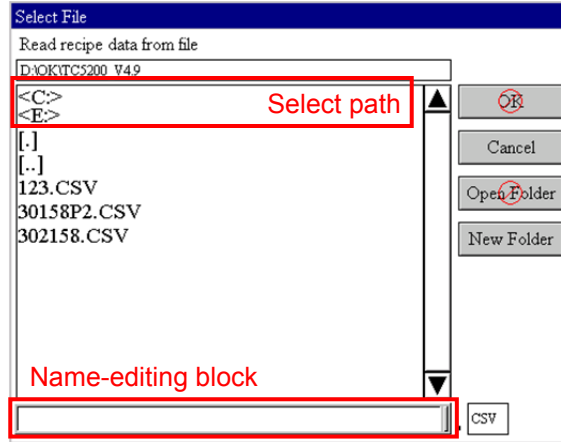 Select File
Read recipe data from file
D:\OK\TC5200_V4.9
<C:>
Select path
<E:>
[.]
[..]
123.CSV
30158P2.CSV
302158.CSV
OK
Cancel
Open Folder
New Folder
Name-editing block
. CSV